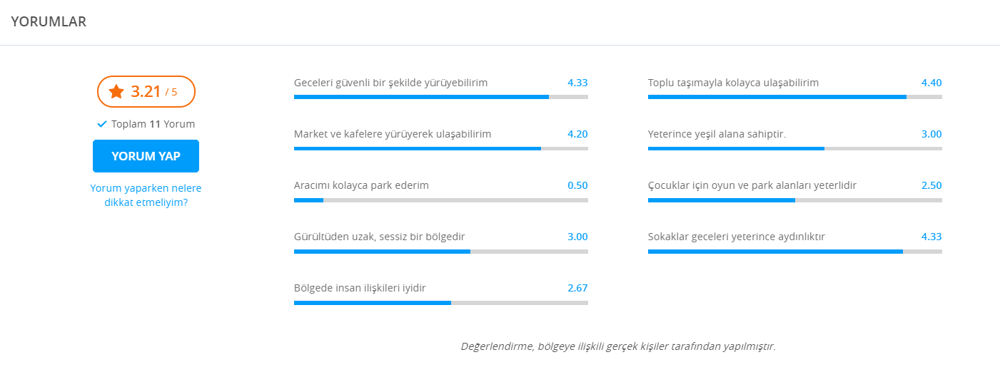 YORUMLAR
3.21 / 5
Toplam 11 Yorum
YORUM YAP
Yorum yaparken nelere
dikkat etmeliyim?
Geceleri güvenli bir şekilde yürüyebilirim 4.33
Toplu taşımayla kolayca ulaşabilirim 4.40
Market ve kafelere yürüyerek ulaşabilirim 4.20
Yeterince yeşil alana sahiptir. 3.00
Aracımı kolayca park ederim 0.50
Çocuklar için oyun ve park alanları yeterlidir 2.50
Gürültüden uzak, sessiz bir bölgedir 3.00
Sokaklar geceleri yeterince aydınlıktır 4.33
Bölgede insan ilişkileri iyidir 2.67
Değerlendirme, bölgeye ilişkili gerçek kişiler tarafından yapılmıştır.